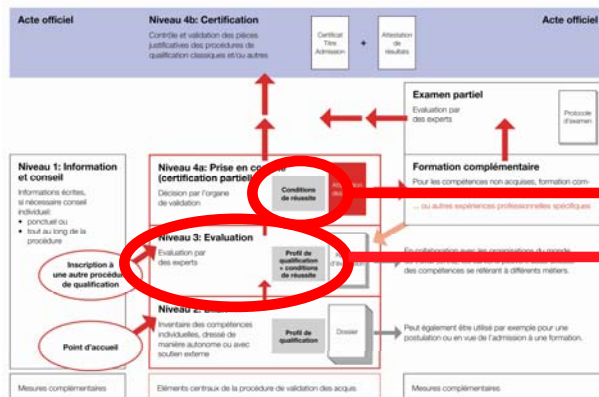 Acte officiel
Niveau 4b: Certification
Contrôle et validation des pièces
justificatives des procédures de
qualification classiques et/ou autres
Certificat
Titre
Admission
+
Attestation
de
résultats
Acte officiel
Examen partiel
Evaluation par
des experts
Protocole
d'examen
Niveau 1: Information
et conseil
Informations écrites,
si nécessaire conseil
individuel:
• ponctuel ou
• tout au long de la
procédure
Inscription à
une autre procédure
de qualification
Point d'accueil
Niveau 4a: Prise en
(certification partiel
Décision par l'organe
de validation
Conditions
de réussite
Formation complémentaire
Pour les compétences non acquises, formation com-
... ou autres expériences professionnelles spécifiques
Niveau 3: Evaluation
Evaluation par
des experts
Profil de
qualification
+ conditions
de réussite
En collaboration avec les organisations du monde
des compétences se référant à différents métiers.
Niveau 2:
Inventaire des compétences
individuelles, dressé de
manière autonome ou avec
soutien externe
Profil de
qualification
Dossier
Peut également être utilisé par exemple pour une
postulation ou en vue de l'admission à une formation.
Mesures complémentaires
Eléments centraux de la procédure de validation des acquis
Mesures complémentaires